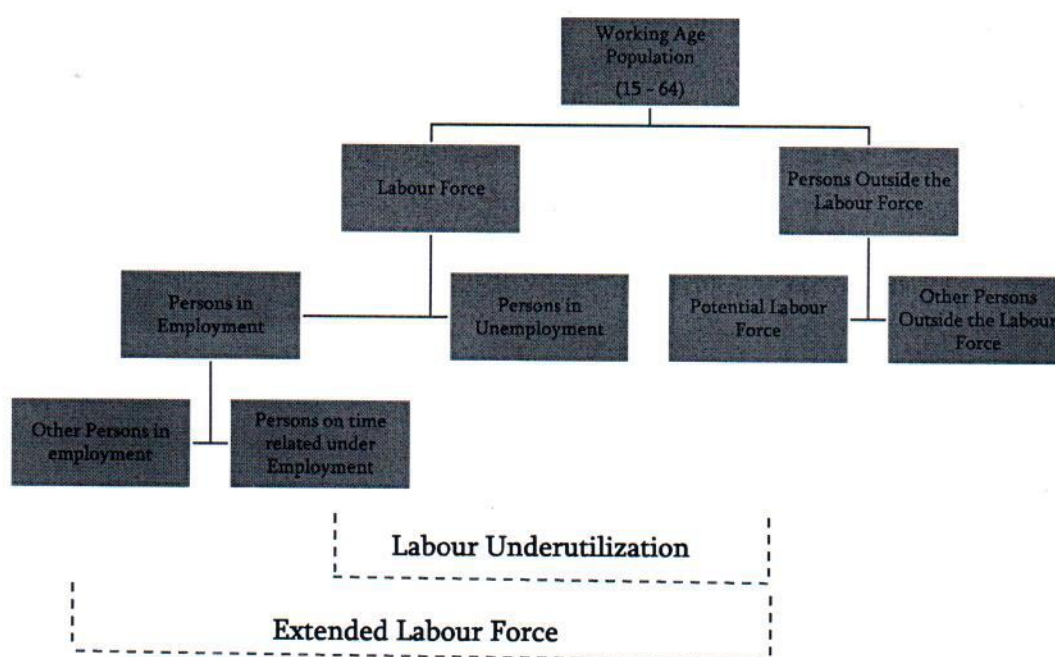 Working Age
Population
(15 - 64)
Labour Force
Persons Outside the
Labour Force
Persons in
Employment
Persons in
Unemployment
Potential Labour
Force
Other Persons
Outside the Labour
Force
Other Persons in
employment
Persons on time
related under
Employment
Labour Underutilization
Extended Labour Force